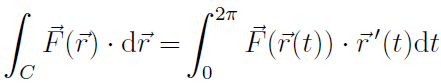 ∫_C F⃗(r⃗) · dr⃗ = ∫_0^{2π} F⃗(r⃗(t)) · r⃗′(t)dt